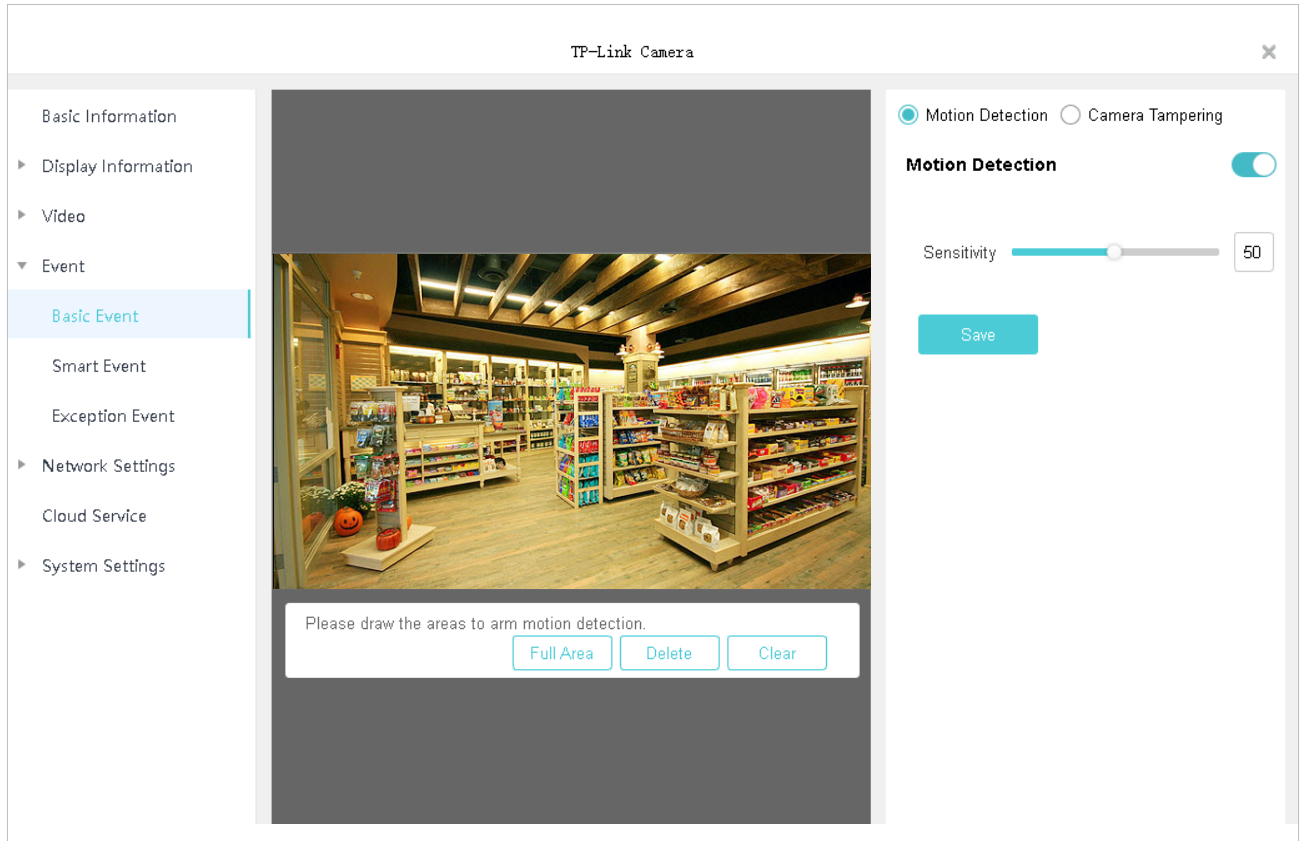 TP-Link Camera
Basic Information
Display Information
Video
Event
Basic Event
Smart Event
Exception Event
Network Settings
Cloud Service
System Settings
Please draw the areas to arm motion detection.
Full Area Delete Clear
Motion Detection Camera Tampering
Motion Detection
Sensitivity 50
Save